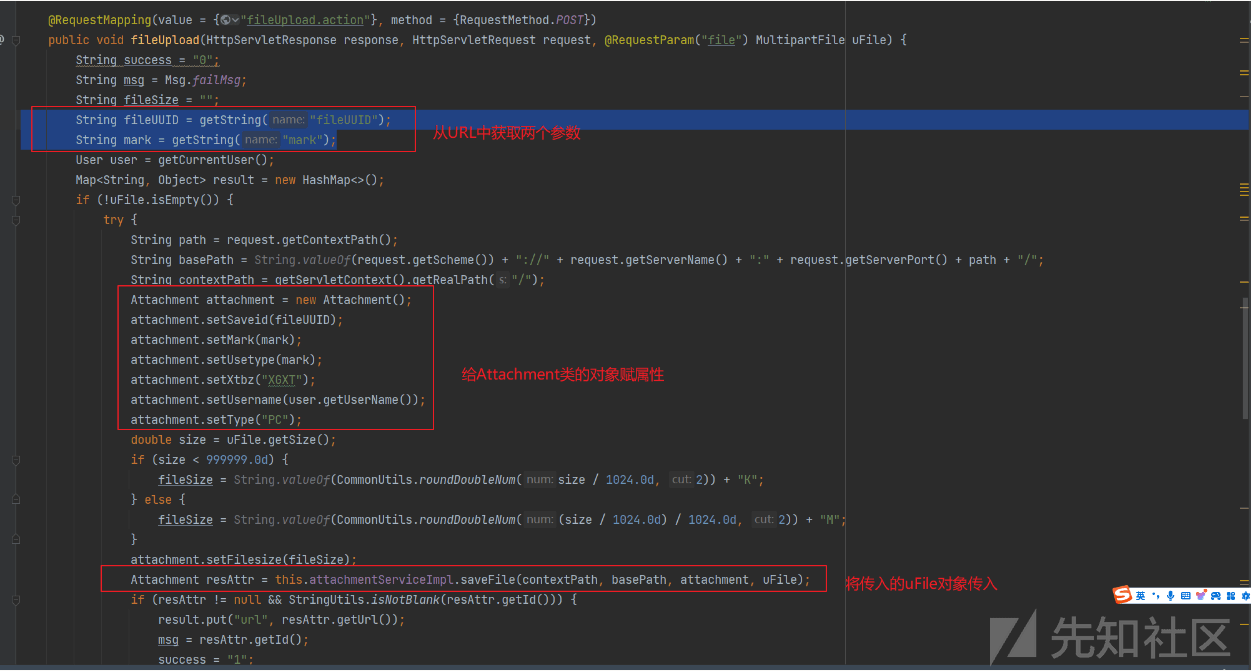 @RequestMapping(value = {"fileUpload.action"}, method = {RequestMethod.POST})
public void fileUpload(HttpServletResponse response, HttpServletRequest request, @RequestParam("file") MultipartFile uFile) {
String success = "0";
String msg = Msg.failMsg;
String fileSize = "";
String fileUUID = getString( name: "fileUUID");
String mark = getString( name: "mark");
从URL中获取两个参数
User user = getCurrentUser();
Map<String, Object> result = new HashMap<>();
if (!uFile.isEmpty()) {
try {
String path = request.getContextPath();
String basePath = String.valueOf(request.getScheme()) + "://" + request.getServerName() + ":" + request.getServerPort() + path + "/";
String contextPath = getServletContext().getRealPath( s: "/");
Attachment attachment = new Attachment();
attachment.setSaveid(fileUUID);
attachment.setMark(mark);
attachment.setUsetype(mark);
给Attachment类的对象赋属性
attachment.setXtbz("XGXT");
attachment.setUsername(user.getUserName());
attachment.setType("PC");
double size = uFile.getSize();
if (size < 999999.0d) {
fileSize = String.valueOf(CommonUtils.roundDoubleNum( num: size / 1024.0d, cut: 2)) + "K";
} else {
fileSize = String.valueOf(CommonUtils.roundDoubleNum( num: (size / 1024.0d) / 1024.0d, cut: 2)) + "M";
}
attachment.setFilesize(fileSize);
Attachment resAttr = this.attachmentServiceImpl.saveFile(contextPath, basePath, attachment, uFile);
将传入的uFile对象传入
if (resAttr != null && StringUtils.isNotBlank(resAttr.getId())) {
result.put("url", resAttr.getUrl());
msg = resAttr.getId();
success = "1";
英
先知社区